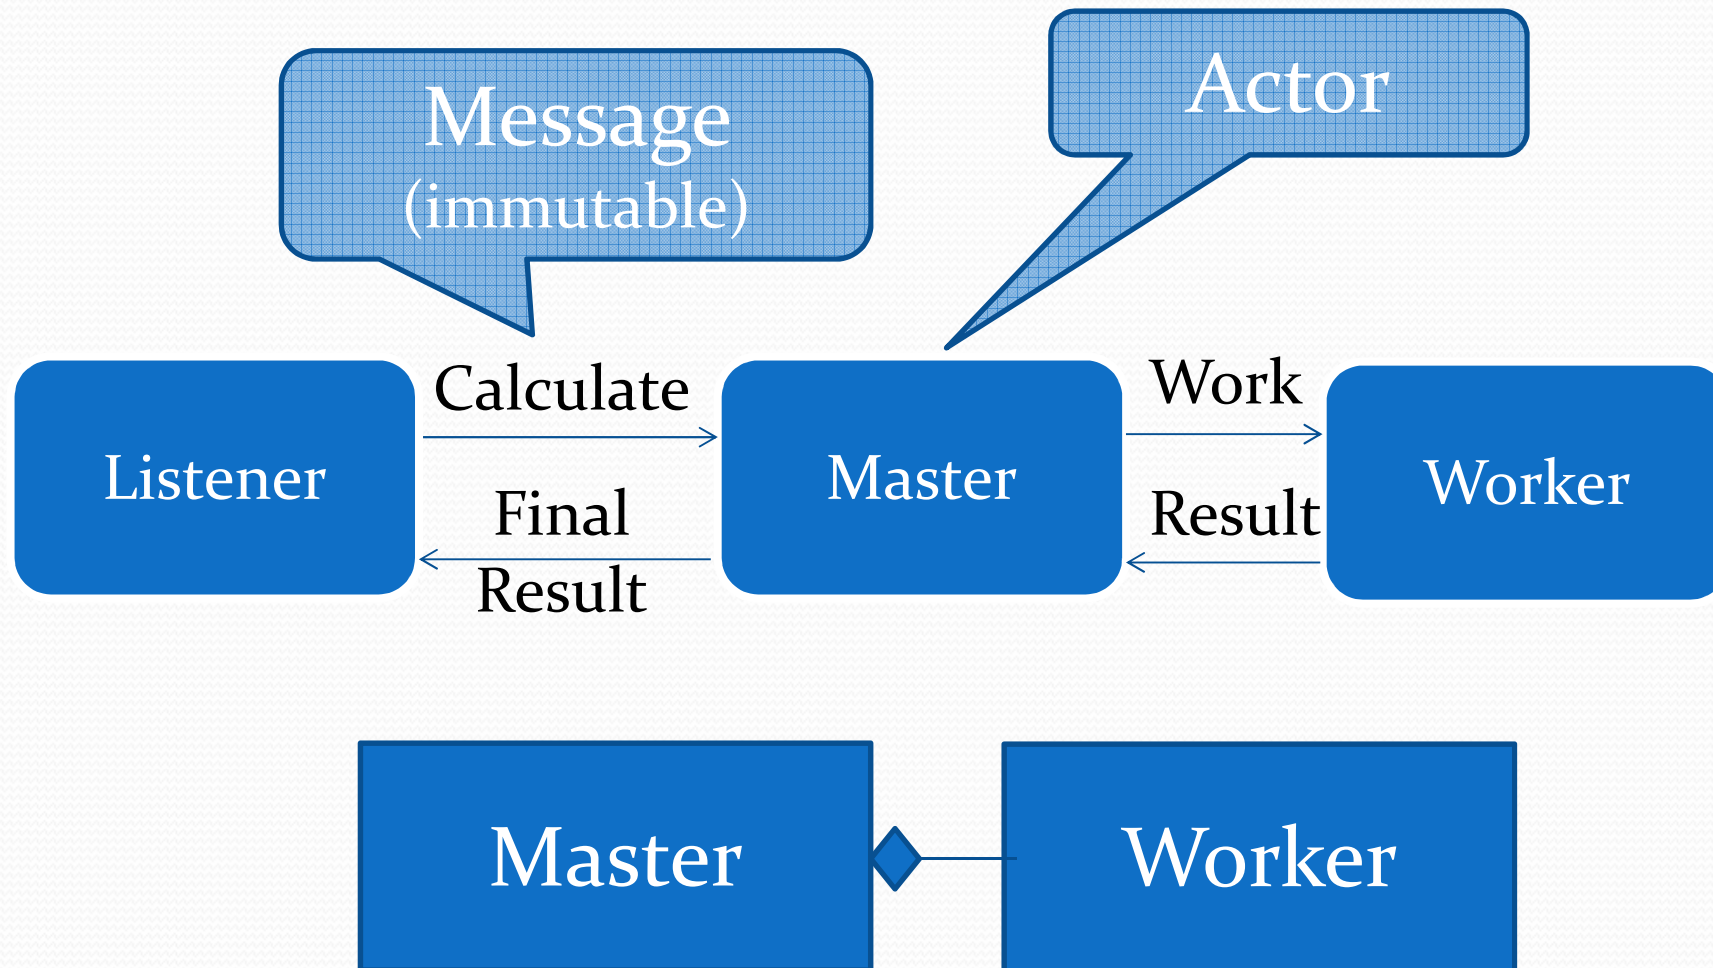 Message
(immutable)
Actor
Calculate
Work
Listener
Master
Worker
Final
Result
Result
Master
Worker